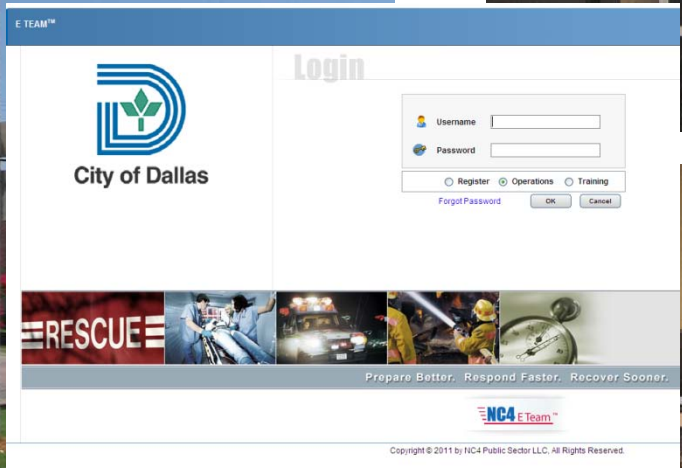 E TEAM™
Login
City of Dallas
Username
Password
Register Operations Training
Forgot Password OK Cancel
RESCUE
Prepare Better. Respond Faster. Recover Sooner.
NC4 E Team™
Copyright © 2011 by NC4 Public Sector LLC, All Rights Reserved.